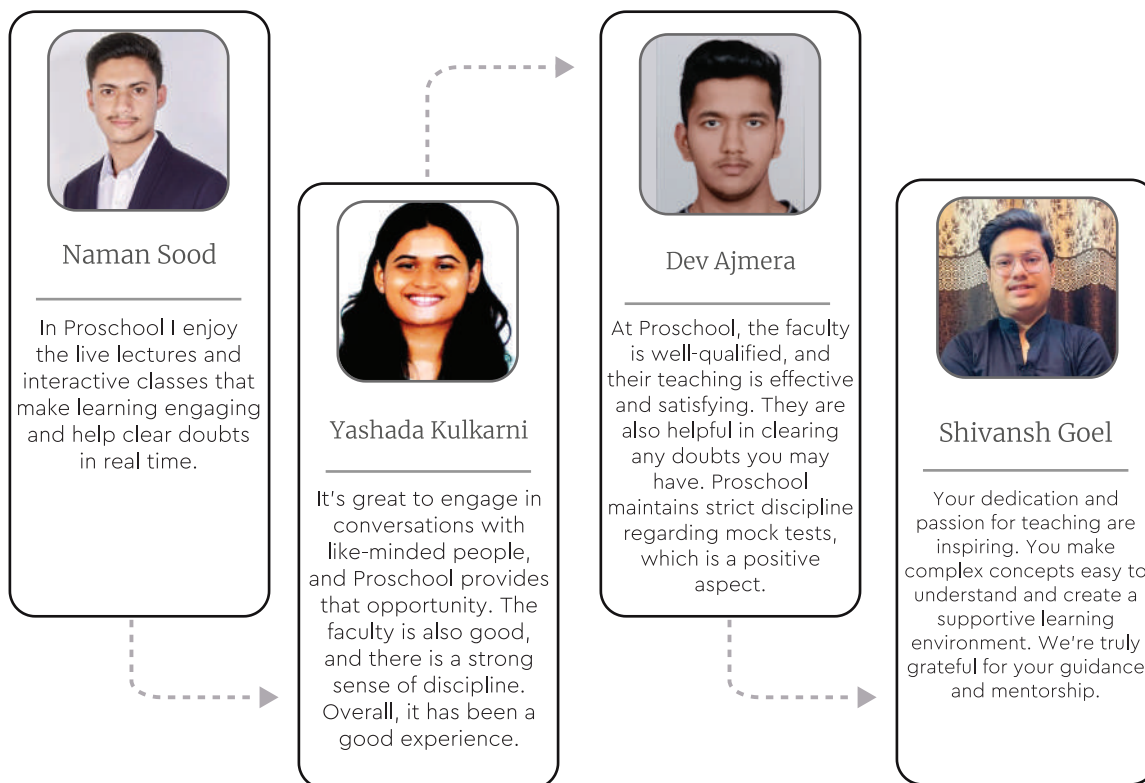 Naman Sood
In Proschool I enjoy
the live lectures and
interactive classes that
make learning engaging
and help clear doubts
in real time.
Yashada Kulkarni
It's great to engage in
conversations with
like-minded people,
and Proschool provides
that opportunity. The
faculty is also good,
and there is a strong
sense of discipline.
Overall, it has been a
good experience.
Dev Ajmera
At Proschool, the faculty
is well-qualified, and
their teaching is effective
and satisfying. They are
also helpful in clearing
any doubts you may
have. Proschool
maintains strict discipline
regarding mock tests,
which is a positive
aspect.
Shivansh Goel
Your dedication and
passion for teaching are
inspiring. You make
complex concepts easy to
understand and create a
supportive learning
environment. We're truly
grateful for your guidance
and mentorship.